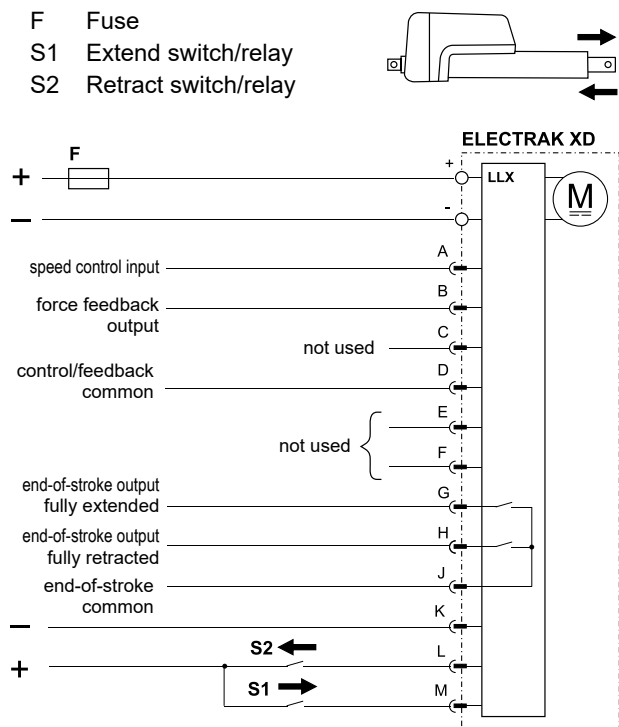 F Fuse
S1 Extend switch/relay
S2 Retract switch/relay
ELECTRAK XD
F
+
+
LLX
M
–
-
A
speed control input
B
force feedback
output
C
not used
D
control/feedback
common
E
not used
F
end-of-stroke output
fully extended
G
end-of-stroke output
fully retracted
H
end-of-stroke
common
J
K
–
S2
L
+
S1
M